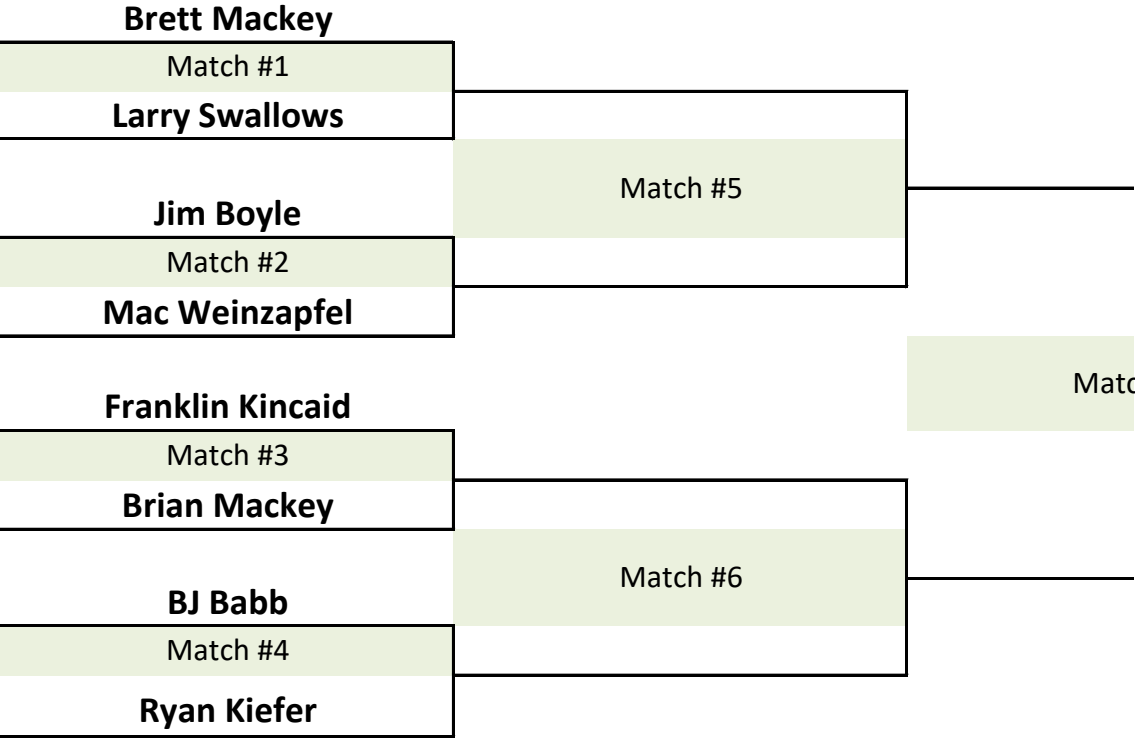 Brett Mackey
Match #1
Larry Swallows
Match #5
Jim Boyle
Match #2
Mac Weinzapfel
Franklin Kincaid
Match #3
Brian Mackey
Match #6
BJ Babb
Match #4
Ryan Kiefer